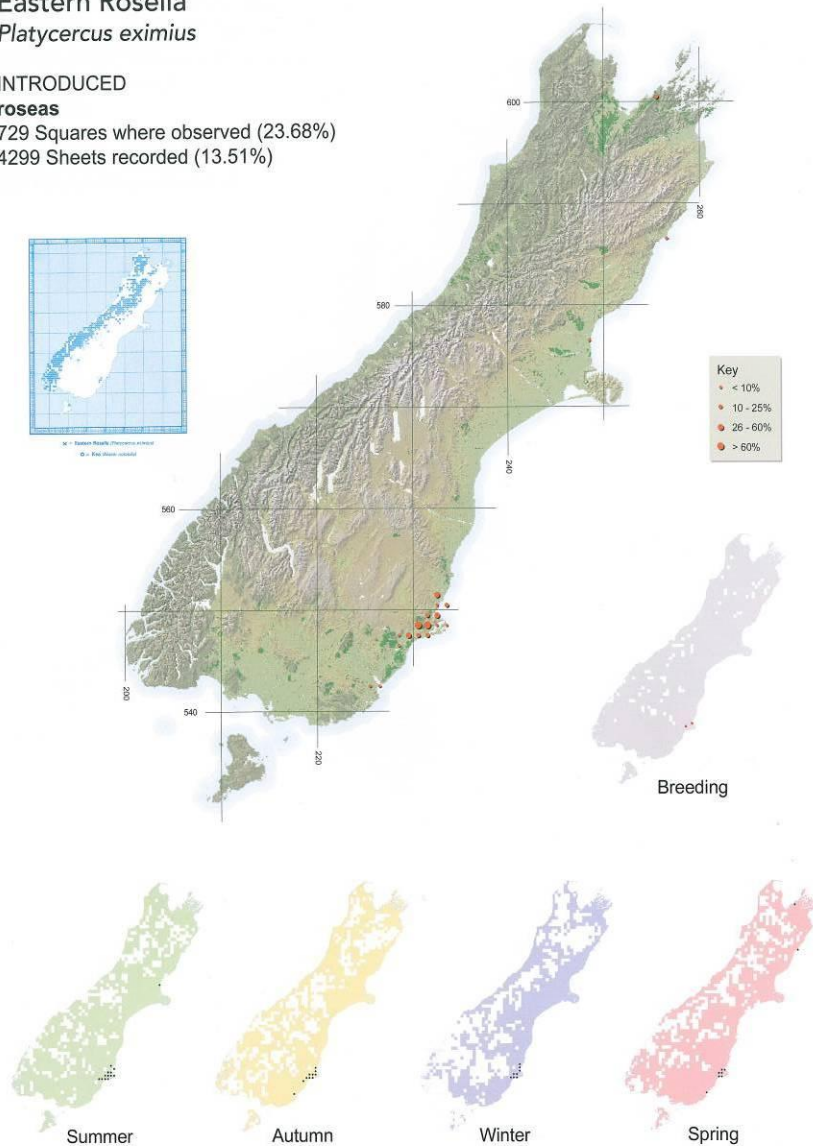 Eastern Rosella
Platycercus eximius
INTRODUCED
roseas
729 Squares where observed (23.68%)
4299 Sheets recorded (13.51%)
600
260
580
Key
< 10%
10 - 25%
26 - 60%
> 60%
240
560
200
540
220
Breeding
Summer
Autumn
Winter
Spring